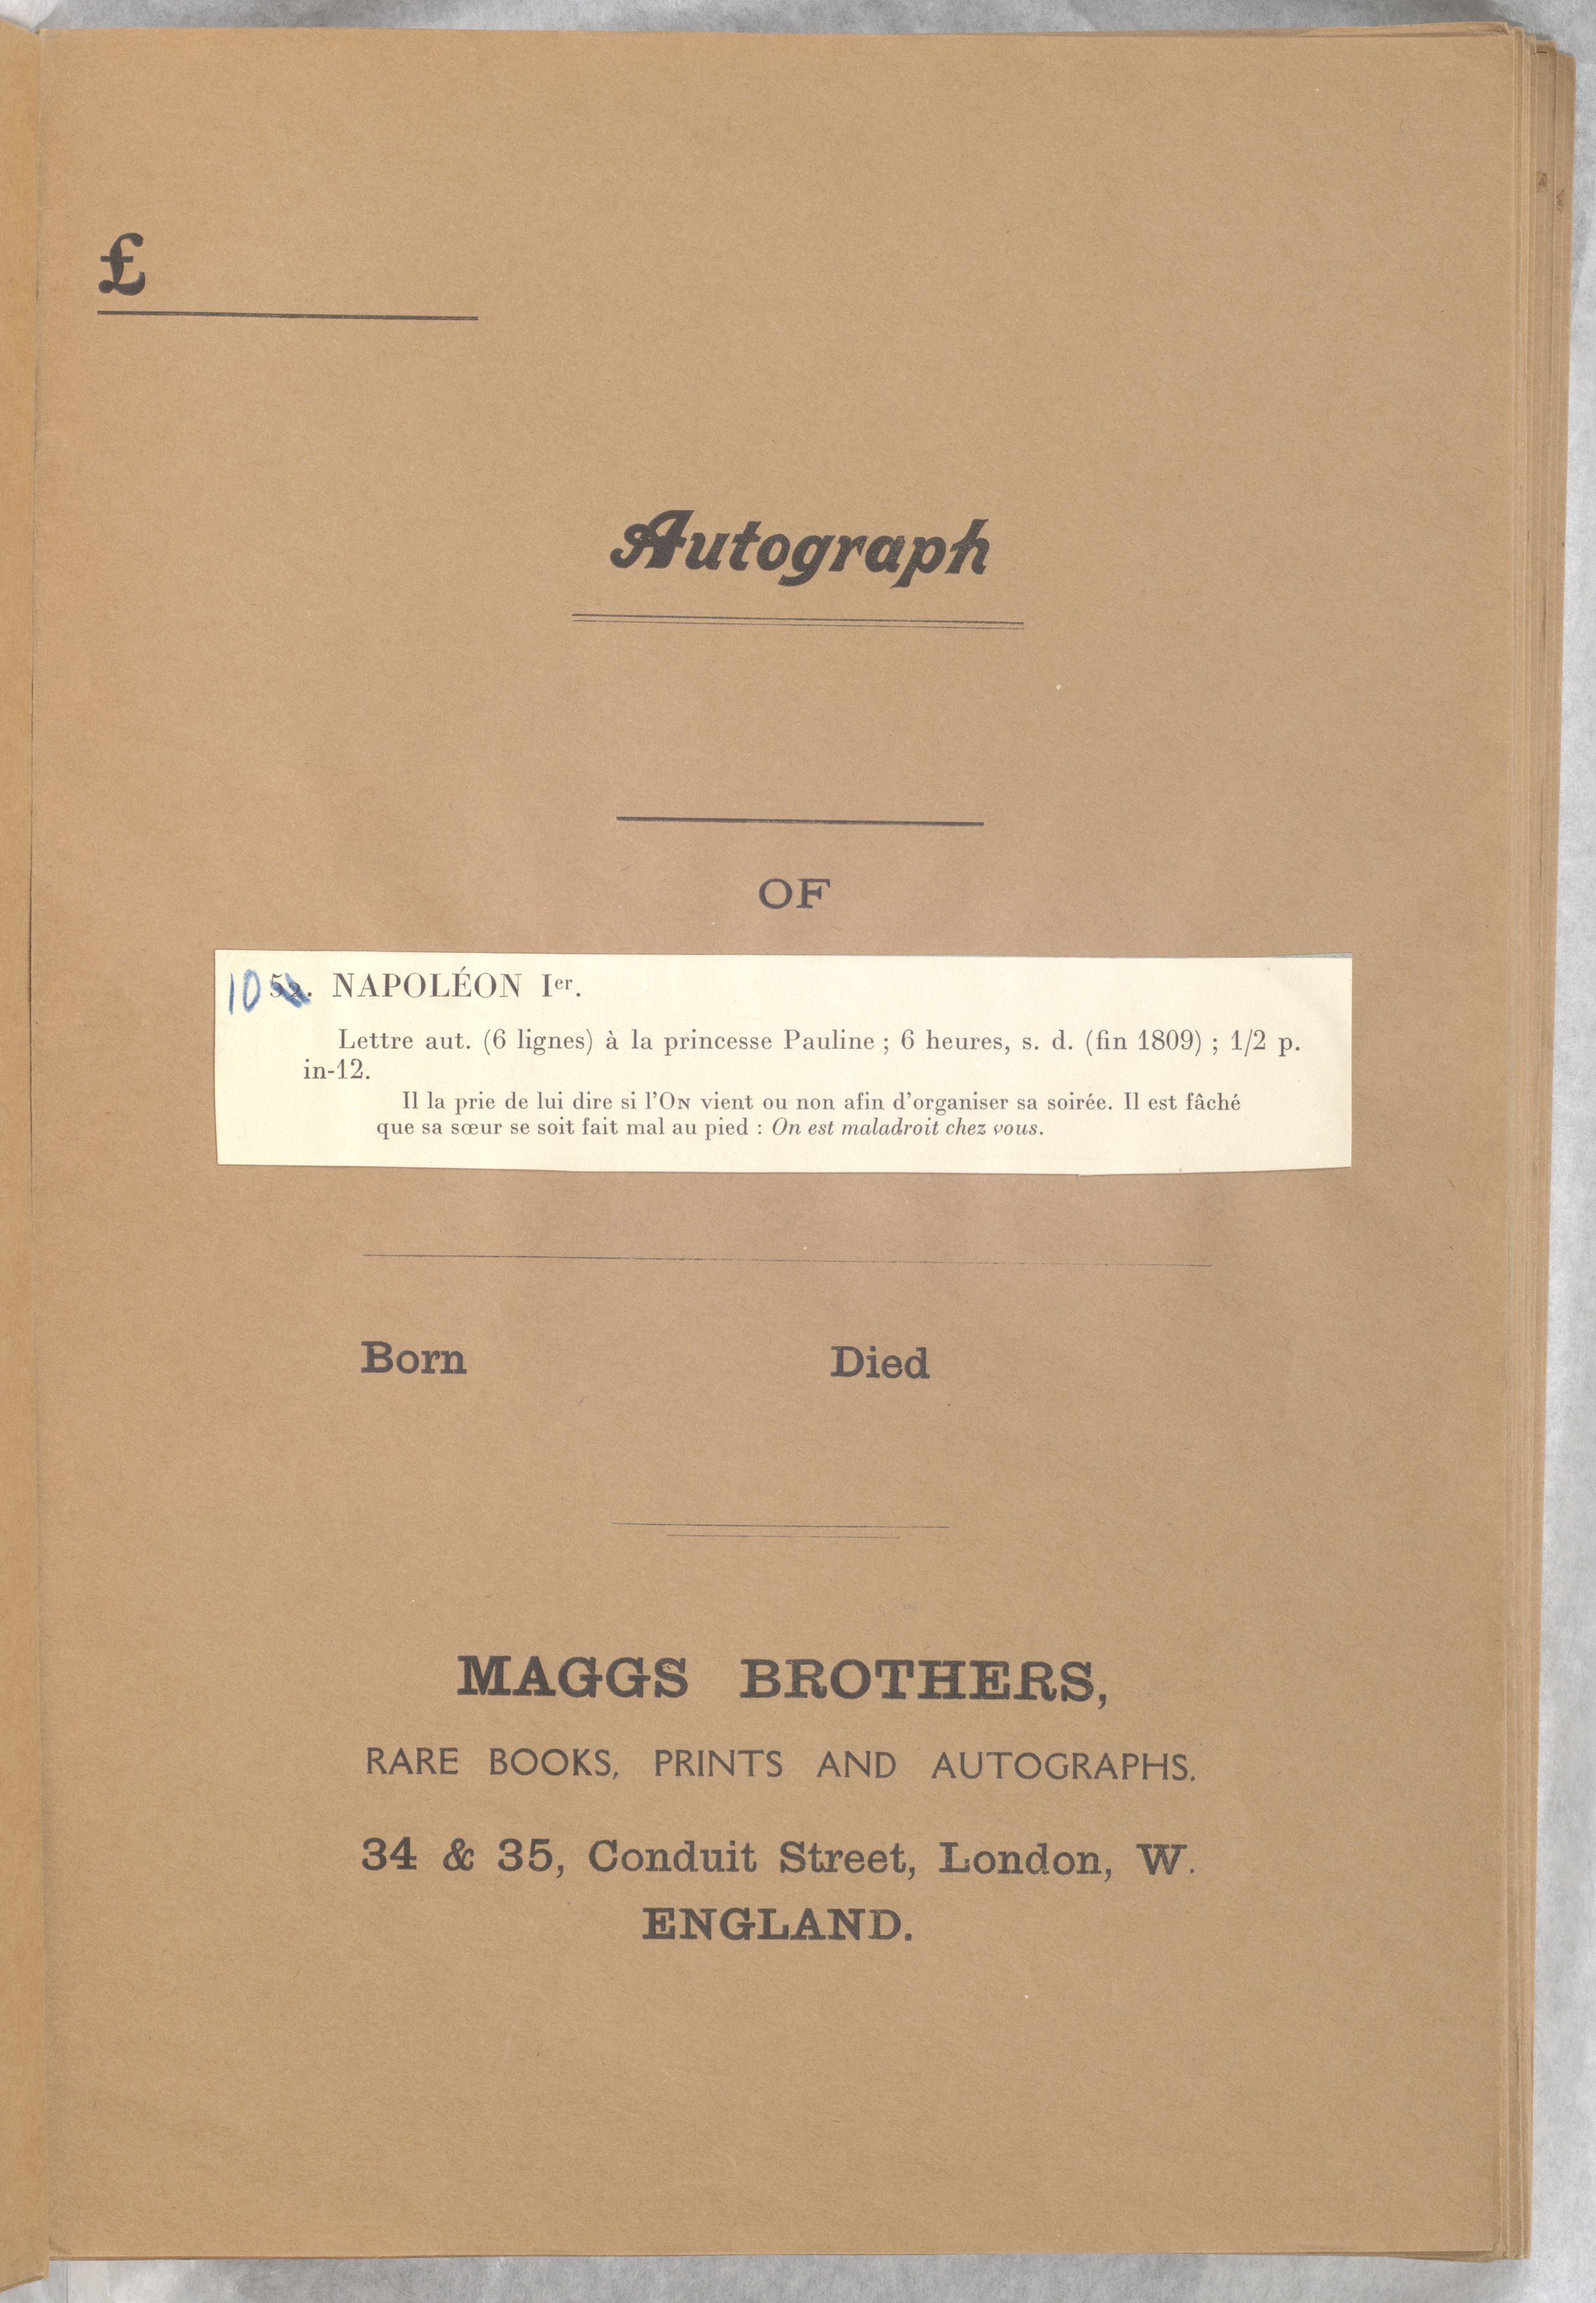 £
Autograph
OF
10 NAPOLÉON Ier.
Lettre aut. (6 lignes) à la princesse Pauline ; 6 heures, s. d. (fin 1809) ; 1/2 p.
in-12.
Il la prie de lui dire si l'On vient ou non afin d'organiser sa soirée. Il est fâché
que sa sœur se soit fait mal au pied : On est maladroit chez vous.
Born Died
MAGGS BROTHERS,
RARE BOOKS, PRINTS AND AUTOGRAPHS.
34 & 35, Conduit Street, London, W.
ENGLAND.